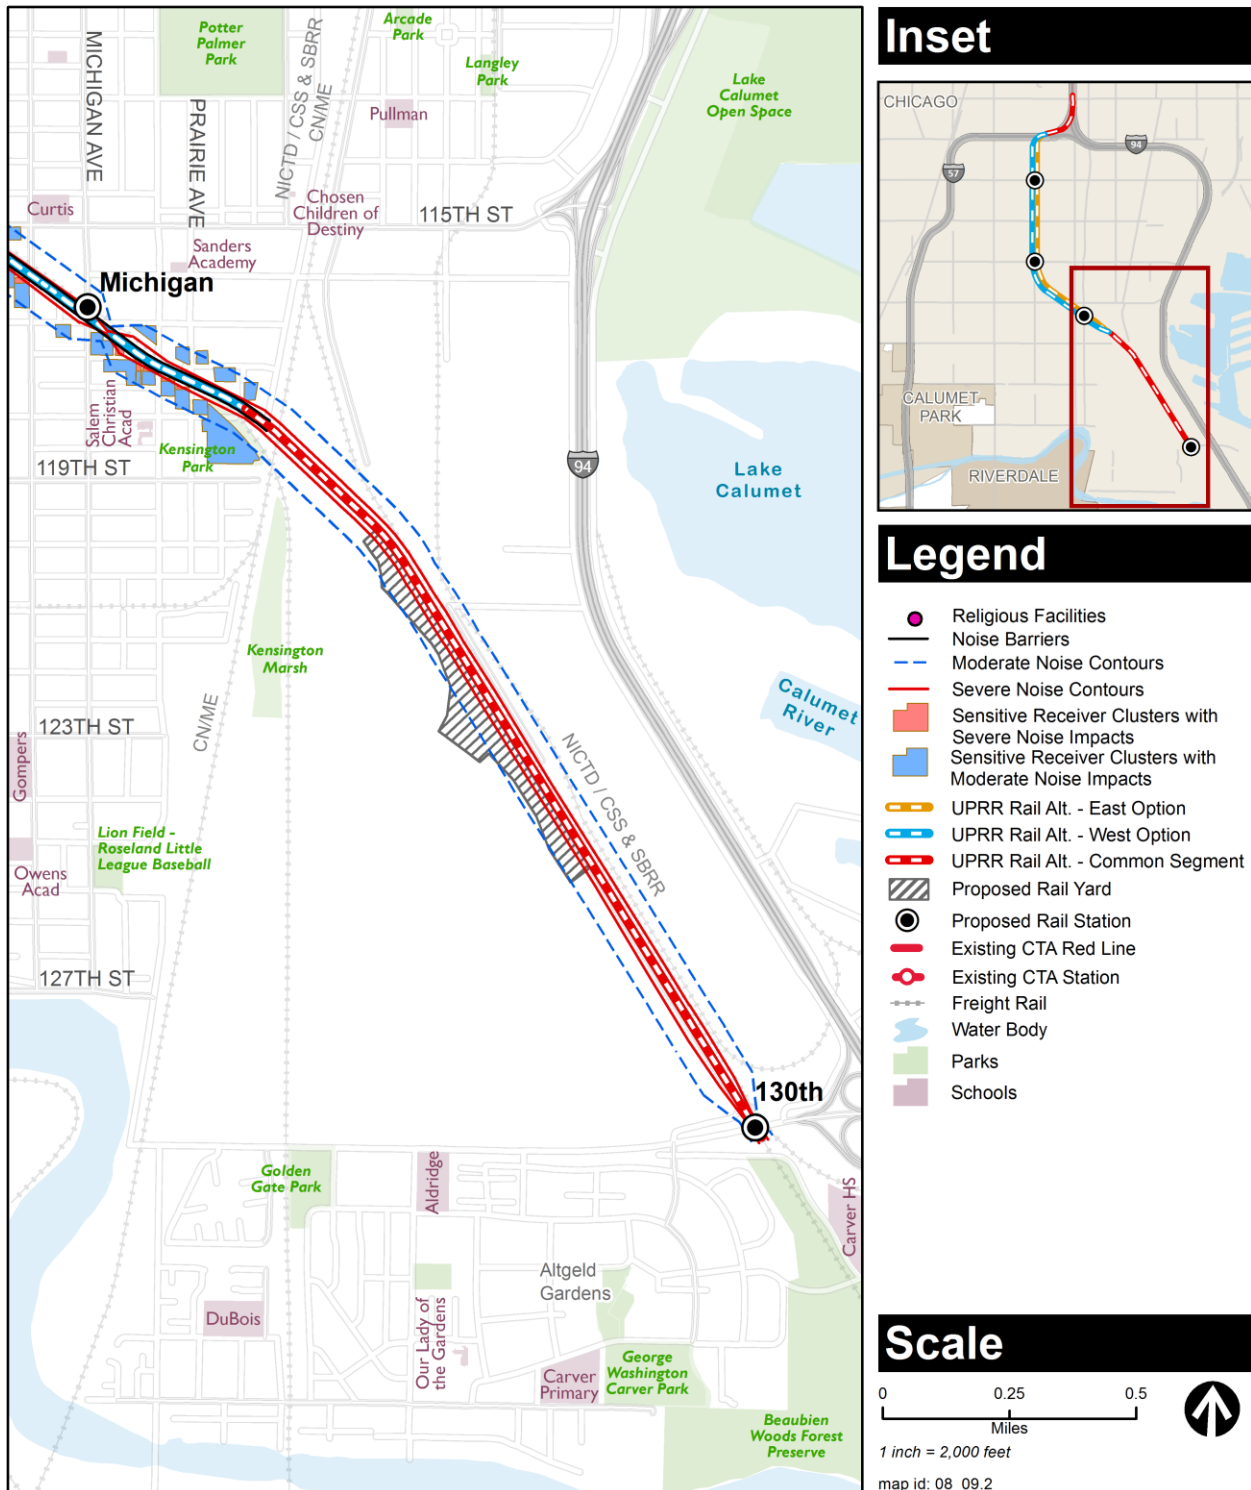 Potter
Palmer
Park
Arcade
Park
Langley
Park
Lake
Calumet
Open Space
MICHIGAN AVE
PRAIRIE AVE
NICTD / CSS & SBRR
CN/ME
Pullman
Curtis
Chosen
Children of
Destiny
115TH ST
Sanders
Academy
Michigan
Salem
Christian
Acad
Kensington
Park
119TH ST
94
Lake
Calumet
Kensington
Marsh
Calumet
River
CN/ME
123TH ST
Gompers
NICTD / CSS & SBRR
Lion Field -
Roseland Little
League Baseball
Owens
Acad
127TH ST
130th
Golden
Gate Park
Aldridge
Carver HS
Altgeld
Gardens
DuBois
Our Lady of
the Gardens
Carver
Primary
George
Washington
Carver Park
Beaubien
Woods Forest
Preserve
Inset
CHICAGO
94
57
CALUMET
PARK
RIVERDALE
Legend
Religious Facilities
Noise Barriers
Moderate Noise Contours
Severe Noise Contours
Sensitive Receiver Clusters with
Severe Noise Impacts
Sensitive Receiver Clusters with
Moderate Noise Impacts
UPRR Rail Alt. - East Option
UPRR Rail Alt. - West Option
UPRR Rail Alt. - Common Segment
Proposed Rail Yard
Proposed Rail Station
Existing CTA Red Line
Existing CTA Station
Freight Rail
Water Body
Parks
Schools
Scale
0 0.25 0.5
Miles
1 inch = 2,000 feet
map id: 08_09.2